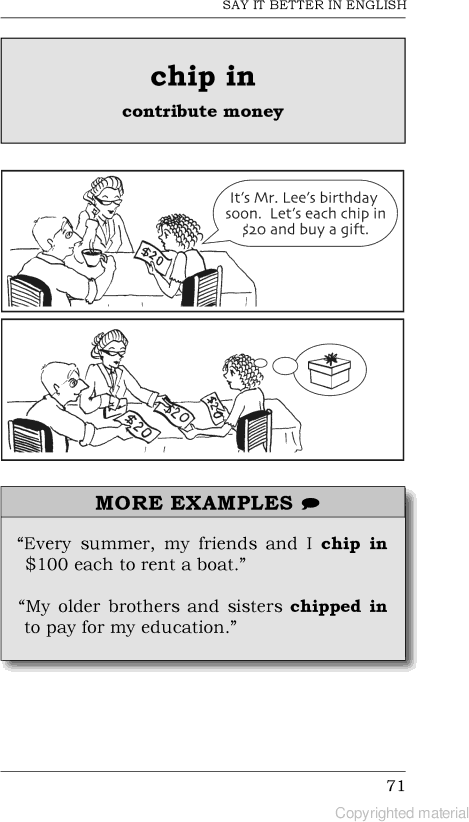 SAY IT BETTER IN ENGLISH
chip in
contribute money
It's Mr. Lee's birthday
soon. Let's each chip in
$20 and buy a gift.
$20
$20
$20
$20
MORE EXAMPLES
“Every summer, my friends and I chip in
$100 each to rent a boat.”
“My older brothers and sisters chipped in
to pay for my education.”
71
Copyrighted material